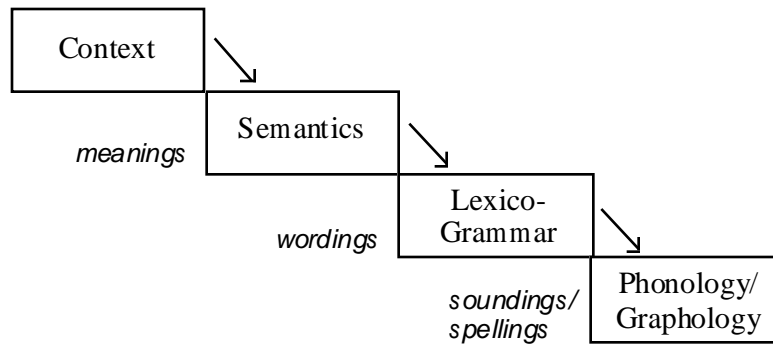 Context
Semantics
meanings
Lexico-
Grammar
wordings
Phonology/
Graphology
soundings/
spellings